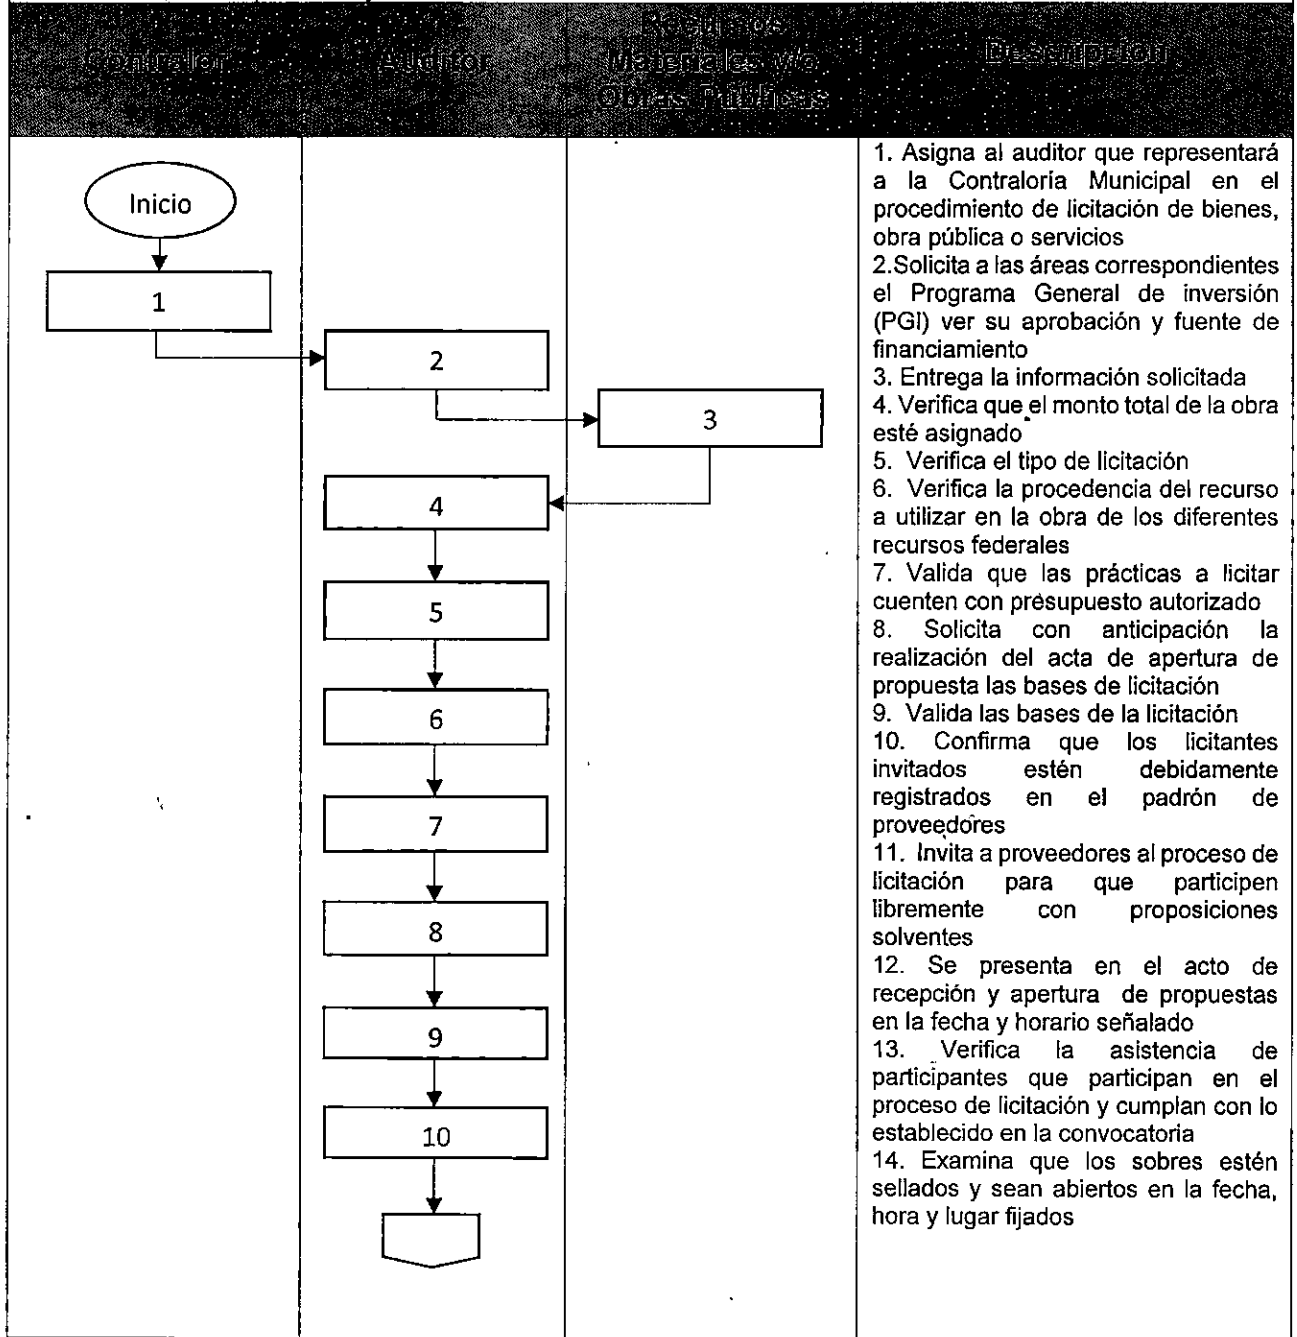 Contralor
Auditor
Recursos
Materiales y/o
Obras Públicas
Descripción
Inicio
1
2
3
4
5
6
7
8
9
10
1. Asigna al auditor que representará
a la Contraloría Municipal en el
procedimiento de licitación de bienes,
obra pública o servicios
2.Solicita a las áreas correspondientes
el Programa General de inversión
(PGI) ver su aprobación y fuente de
financiamiento
3. Entrega la información solicitada
4. Verifica que el monto total de la obra
esté asignado
5. Verifica el tipo de licitación
6. Verifica la procedencia del recurso
a utilizar en la obra de los diferentes
recursos federales
7. Valida que las prácticas a licitar
cuenten con presupuesto autorizado
8. Solicita con anticipación la
realización del acta de apertura de
propuesta las bases de licitación
9. Valida las bases de la licitación
10. Confirma que los licitantes
invitados estén debidamente
registrados en el padrón de
proveedores
11. Invita a proveedores al proceso de
licitación para que participen
libremente con proposiciones
solventes
12. Se presenta en el acto de
recepción y apertura de propuestas
en la fecha y horario señalado
13. Verifica la asistencia de
participantes que participan en el
proceso de licitación y cumplan con lo
establecido en la convocatoria
14. Examina que los sobres estén
sellados y sean abiertos en la fecha,
hora y lugar fijados